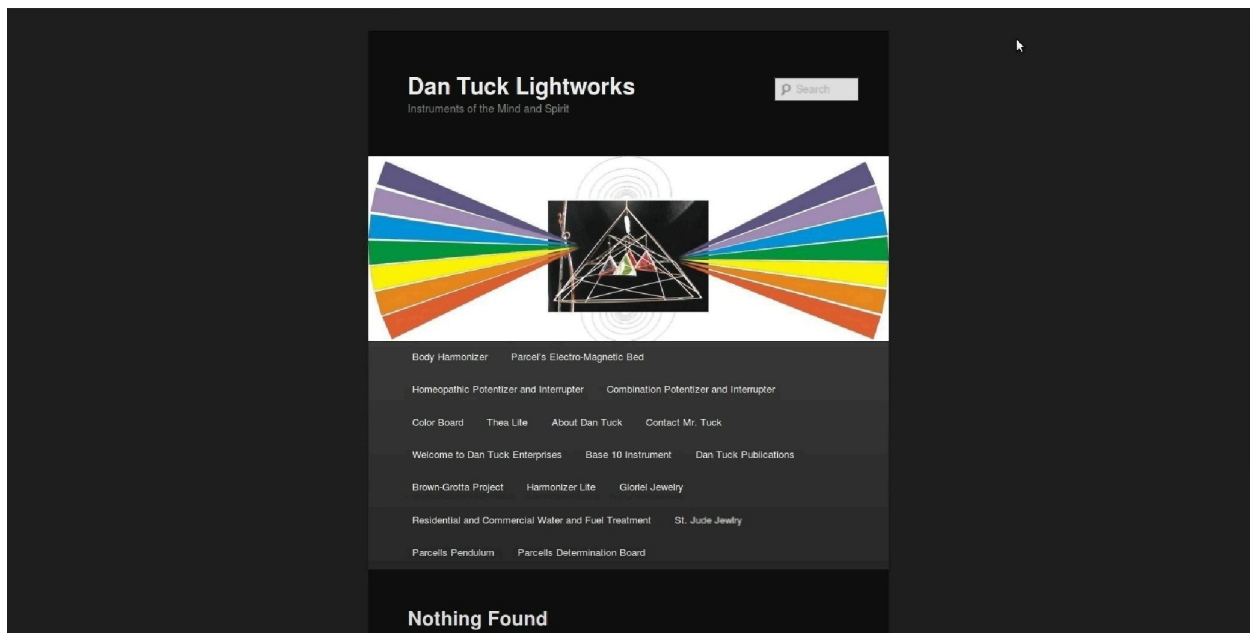 Dan Tuck Lightworks
Search
Instruments of the Mind and Spirit
Body Harmonizer Parcel's Electro-Magnetic Bed
Homeopathic Potentizer and Interrupter Combination Potentizer and Interrupter
Color Board Thea Lite About Dan Tuck Contact Mr. Tuck
Welcome to Dan Tuck Enterprises Base 10 Instrument Dan Tuck Publications
Brown-Grotta Project Harmonizer Lite Gloriel Jewelry
Residential and Commercial Water and Fuel Treatment St. Jude Jewlry
Parcells Pendulum Parcells Determination Board
Nothing Found